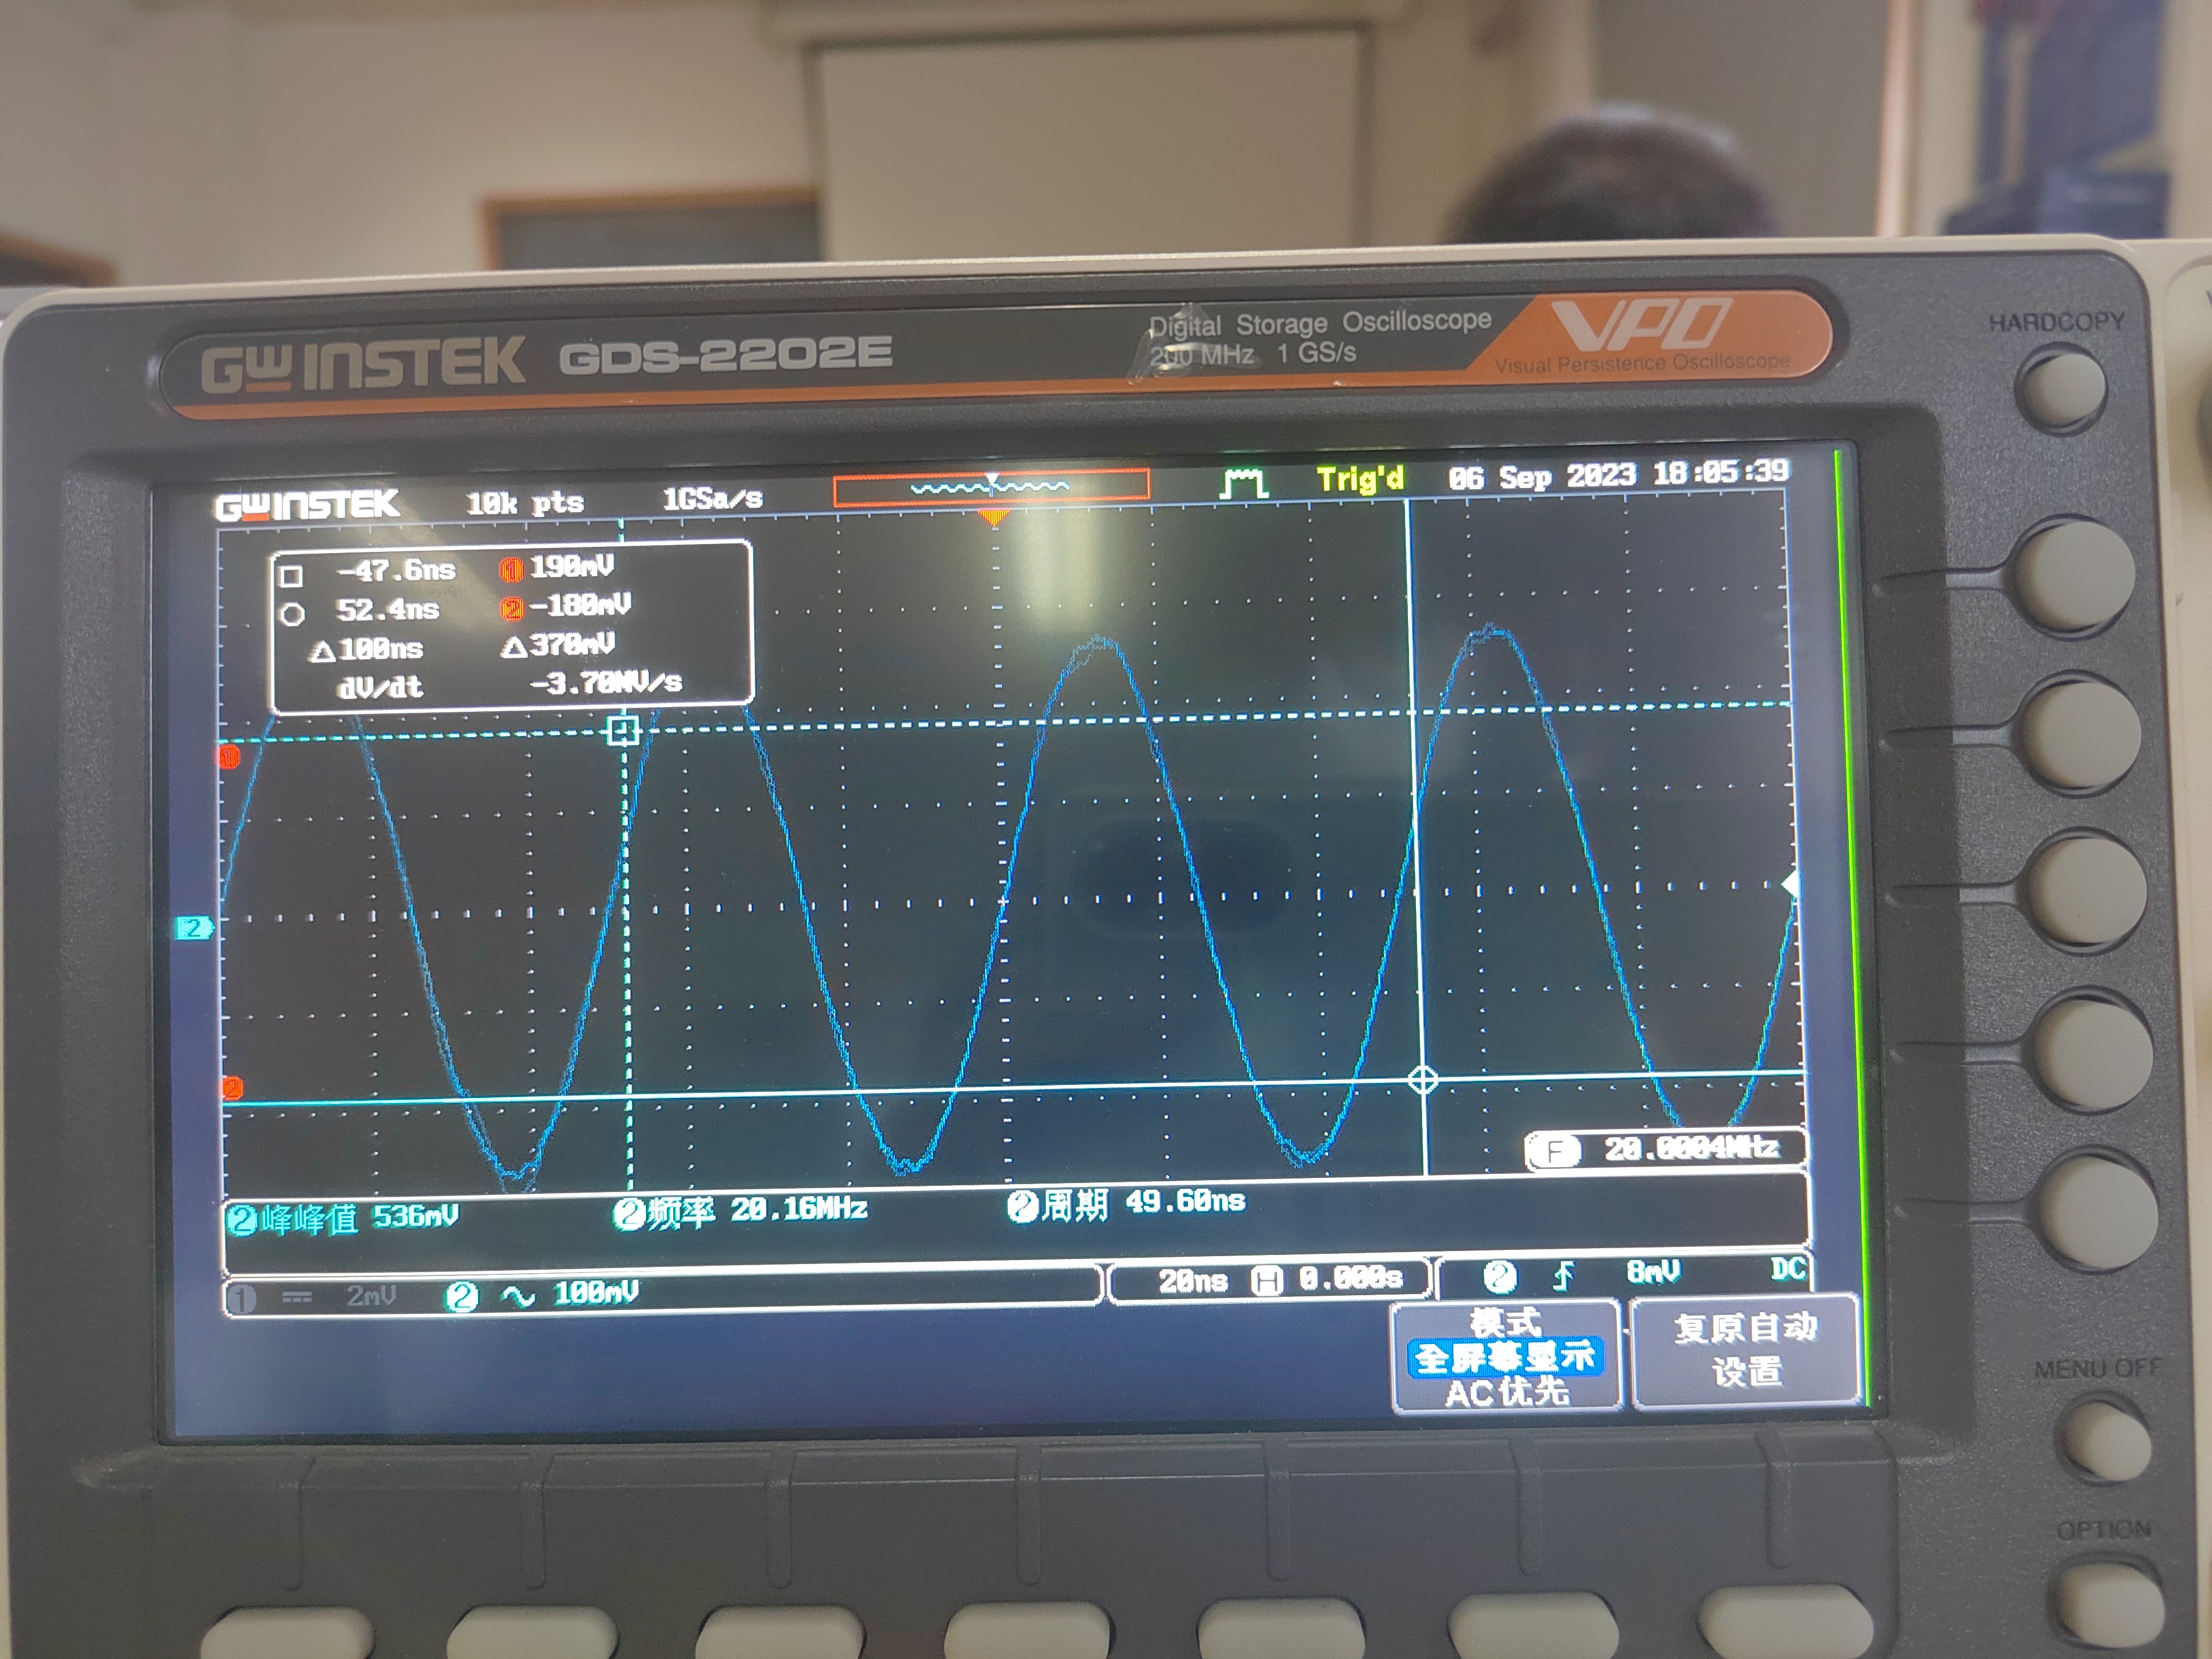 HARDCOPY
GW INSTEK GDS-2202E
Digital Storage Oscilloscope
200 MHz 1 GS/s
VPO
Visual Persistence Oscilloscope
GW INSTEK 10k pts 1GSa/s Trig'd 06 Sep 2023 18:05:39
-47.6ns 1 190mV
52.4ns 2 -180mV
△100ns △370mV
dV/dt -3.70MV/s
1
2
2
F 20.0004MHz
2 峰峰值 536mV 2 频率 20.16MHz 2 周期 49.60ns
1 2mV 2 100mV 20ns H 0.000s 2 8mV DC
模式
全屏幕显示
AC优先
复原自动
设置
MENU OFF
OPTION